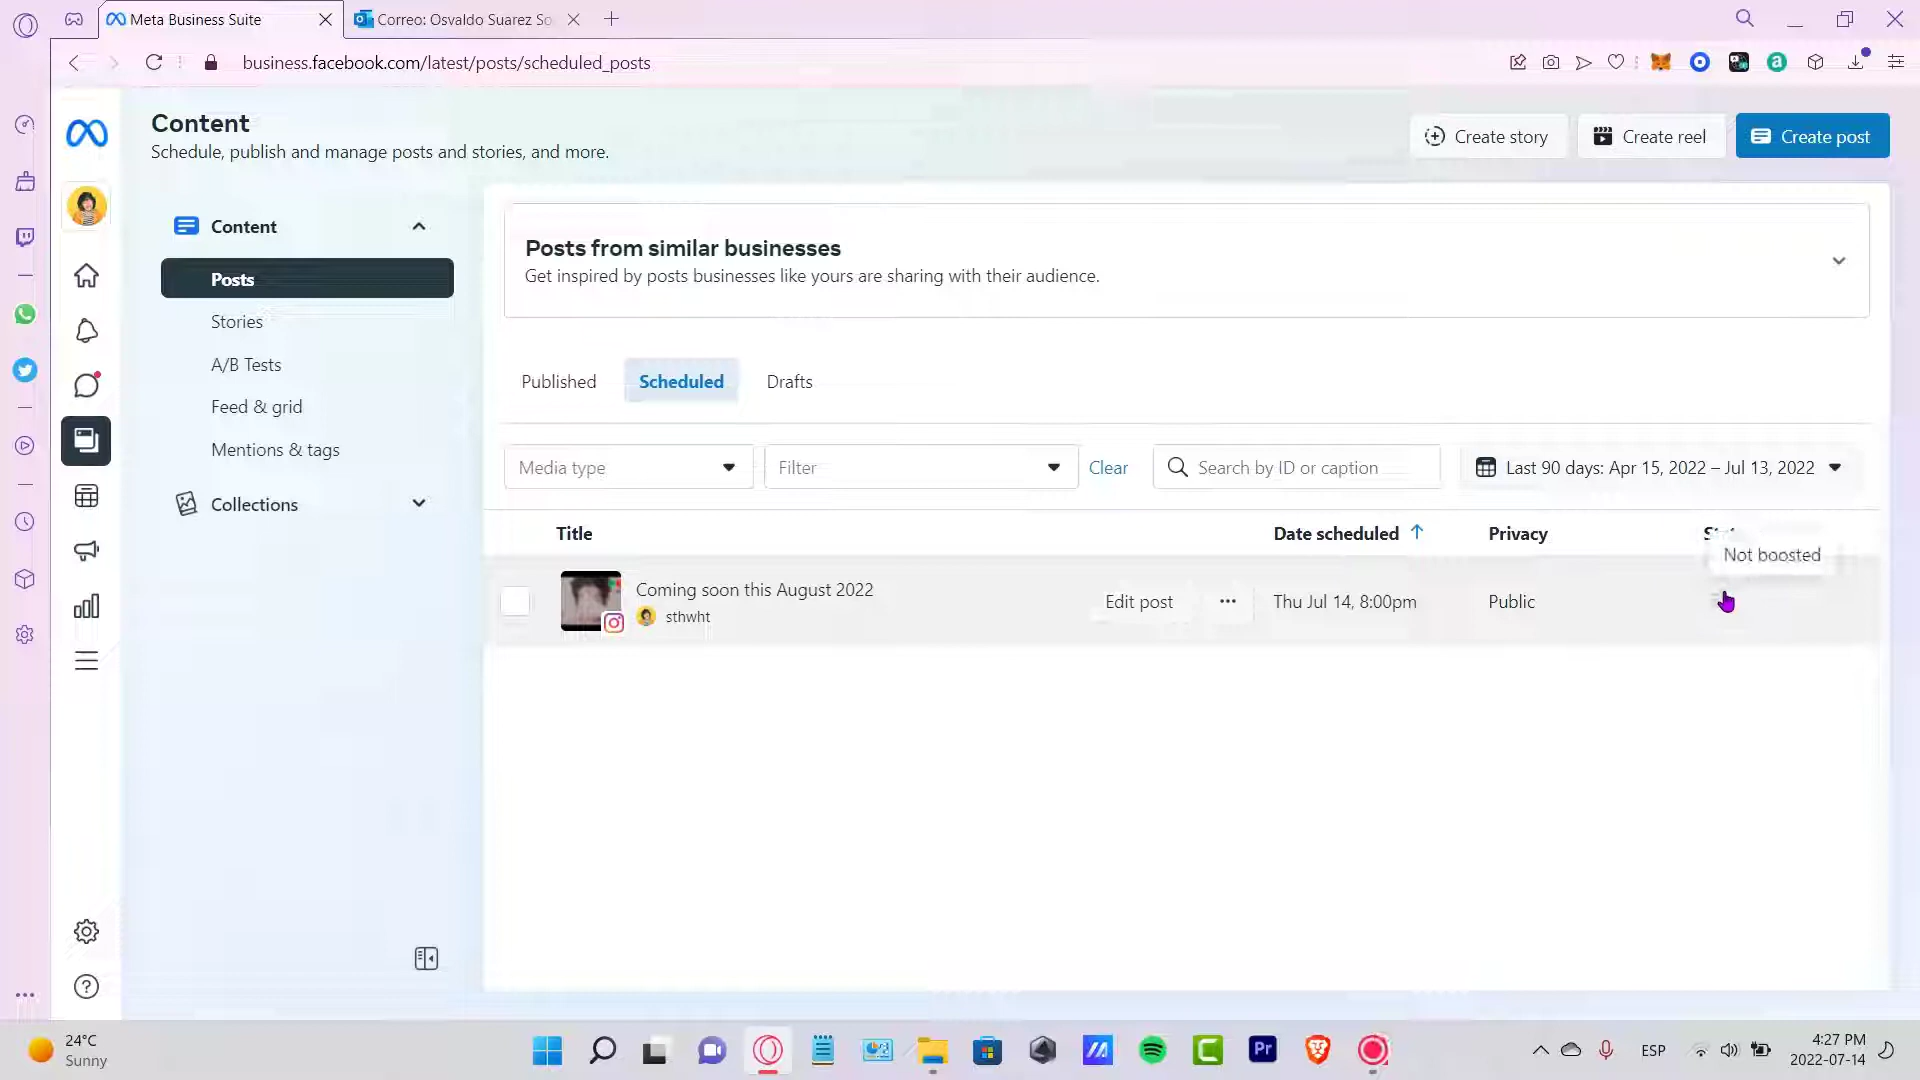 Meta Business Suite
Correo: Osvaldo Suarez So
business.facebook.com/latest/posts/scheduled_posts
Content
Schedule, publish and manage posts and stories, and more.
Create story
Create reel
Create post
Content
Posts
Stories
A/B Tests
Feed & grid
Mentions & tags
Collections
Posts from similar businesses
Get inspired by posts businesses like yours are sharing with their audience.
Published
Scheduled
Drafts
Media type
Filter
Clear
Search by ID or caption
Last 90 days: Apr 15, 2022 – Jul 13, 2022
Title
Date scheduled
Privacy
Not boosted
Coming soon this August 2022
sthwht
Edit post
Thu Jul 14, 8:00pm
Public
24°C
Sunny
Pr
ESP
4:27 PM
2022-07-14